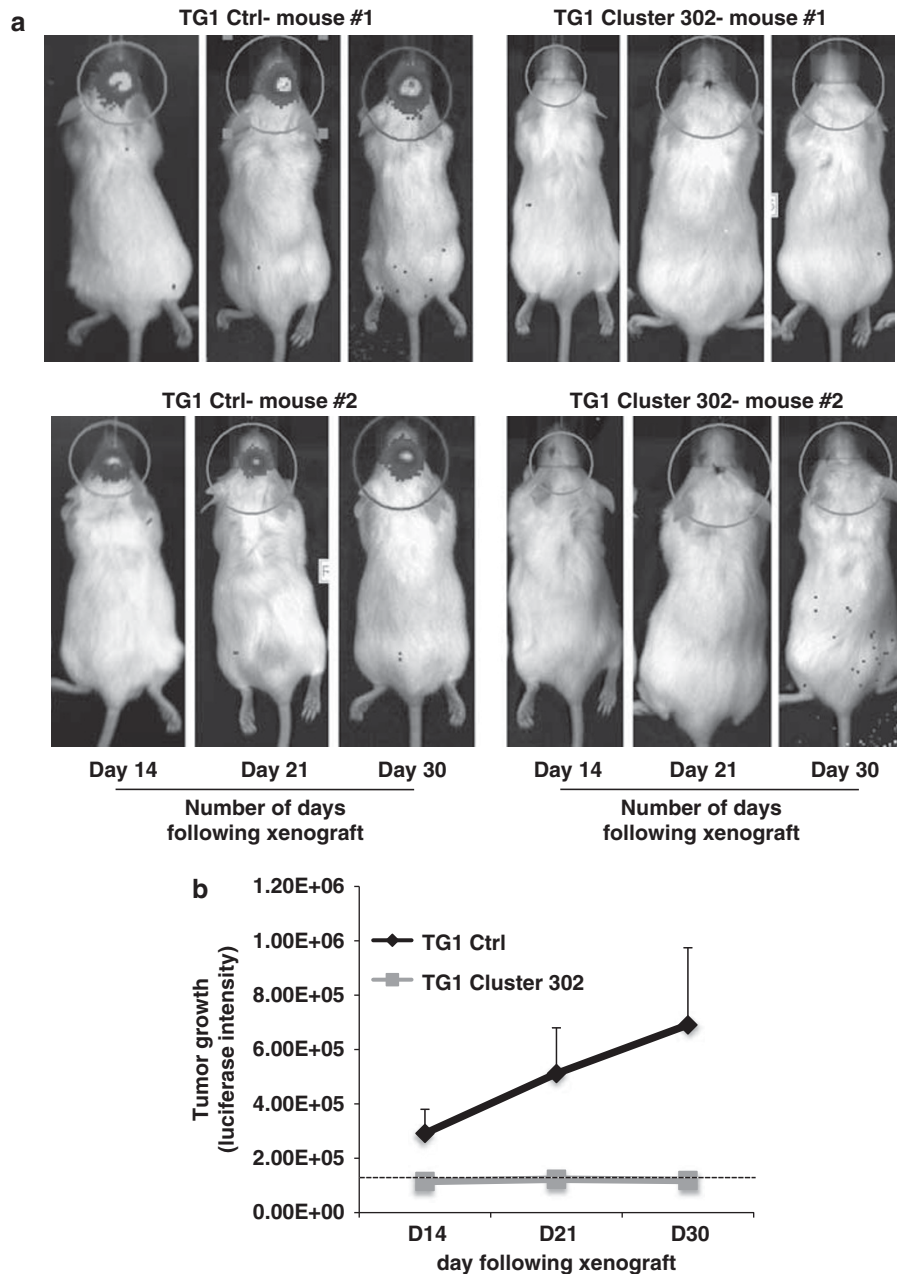 a
TG1 Ctrl- mouse #1
TG1 Cluster 302- mouse #1
TG1 Ctrl- mouse #2
TG1 Cluster 302- mouse #2
Day 14 Day 21 Day 30
Number of days
following xenograft
Day 14 Day 21 Day 30
Number of days
following xenograft
b
Tumor growth
(luciferase intensity)
1.20E+06
1.00E+06
8.00E+05
6.00E+05
4.00E+05
2.00E+05
0.00E+00
TG1 Ctrl
TG1 Cluster 302
D14 D21 D30
day following xenograft